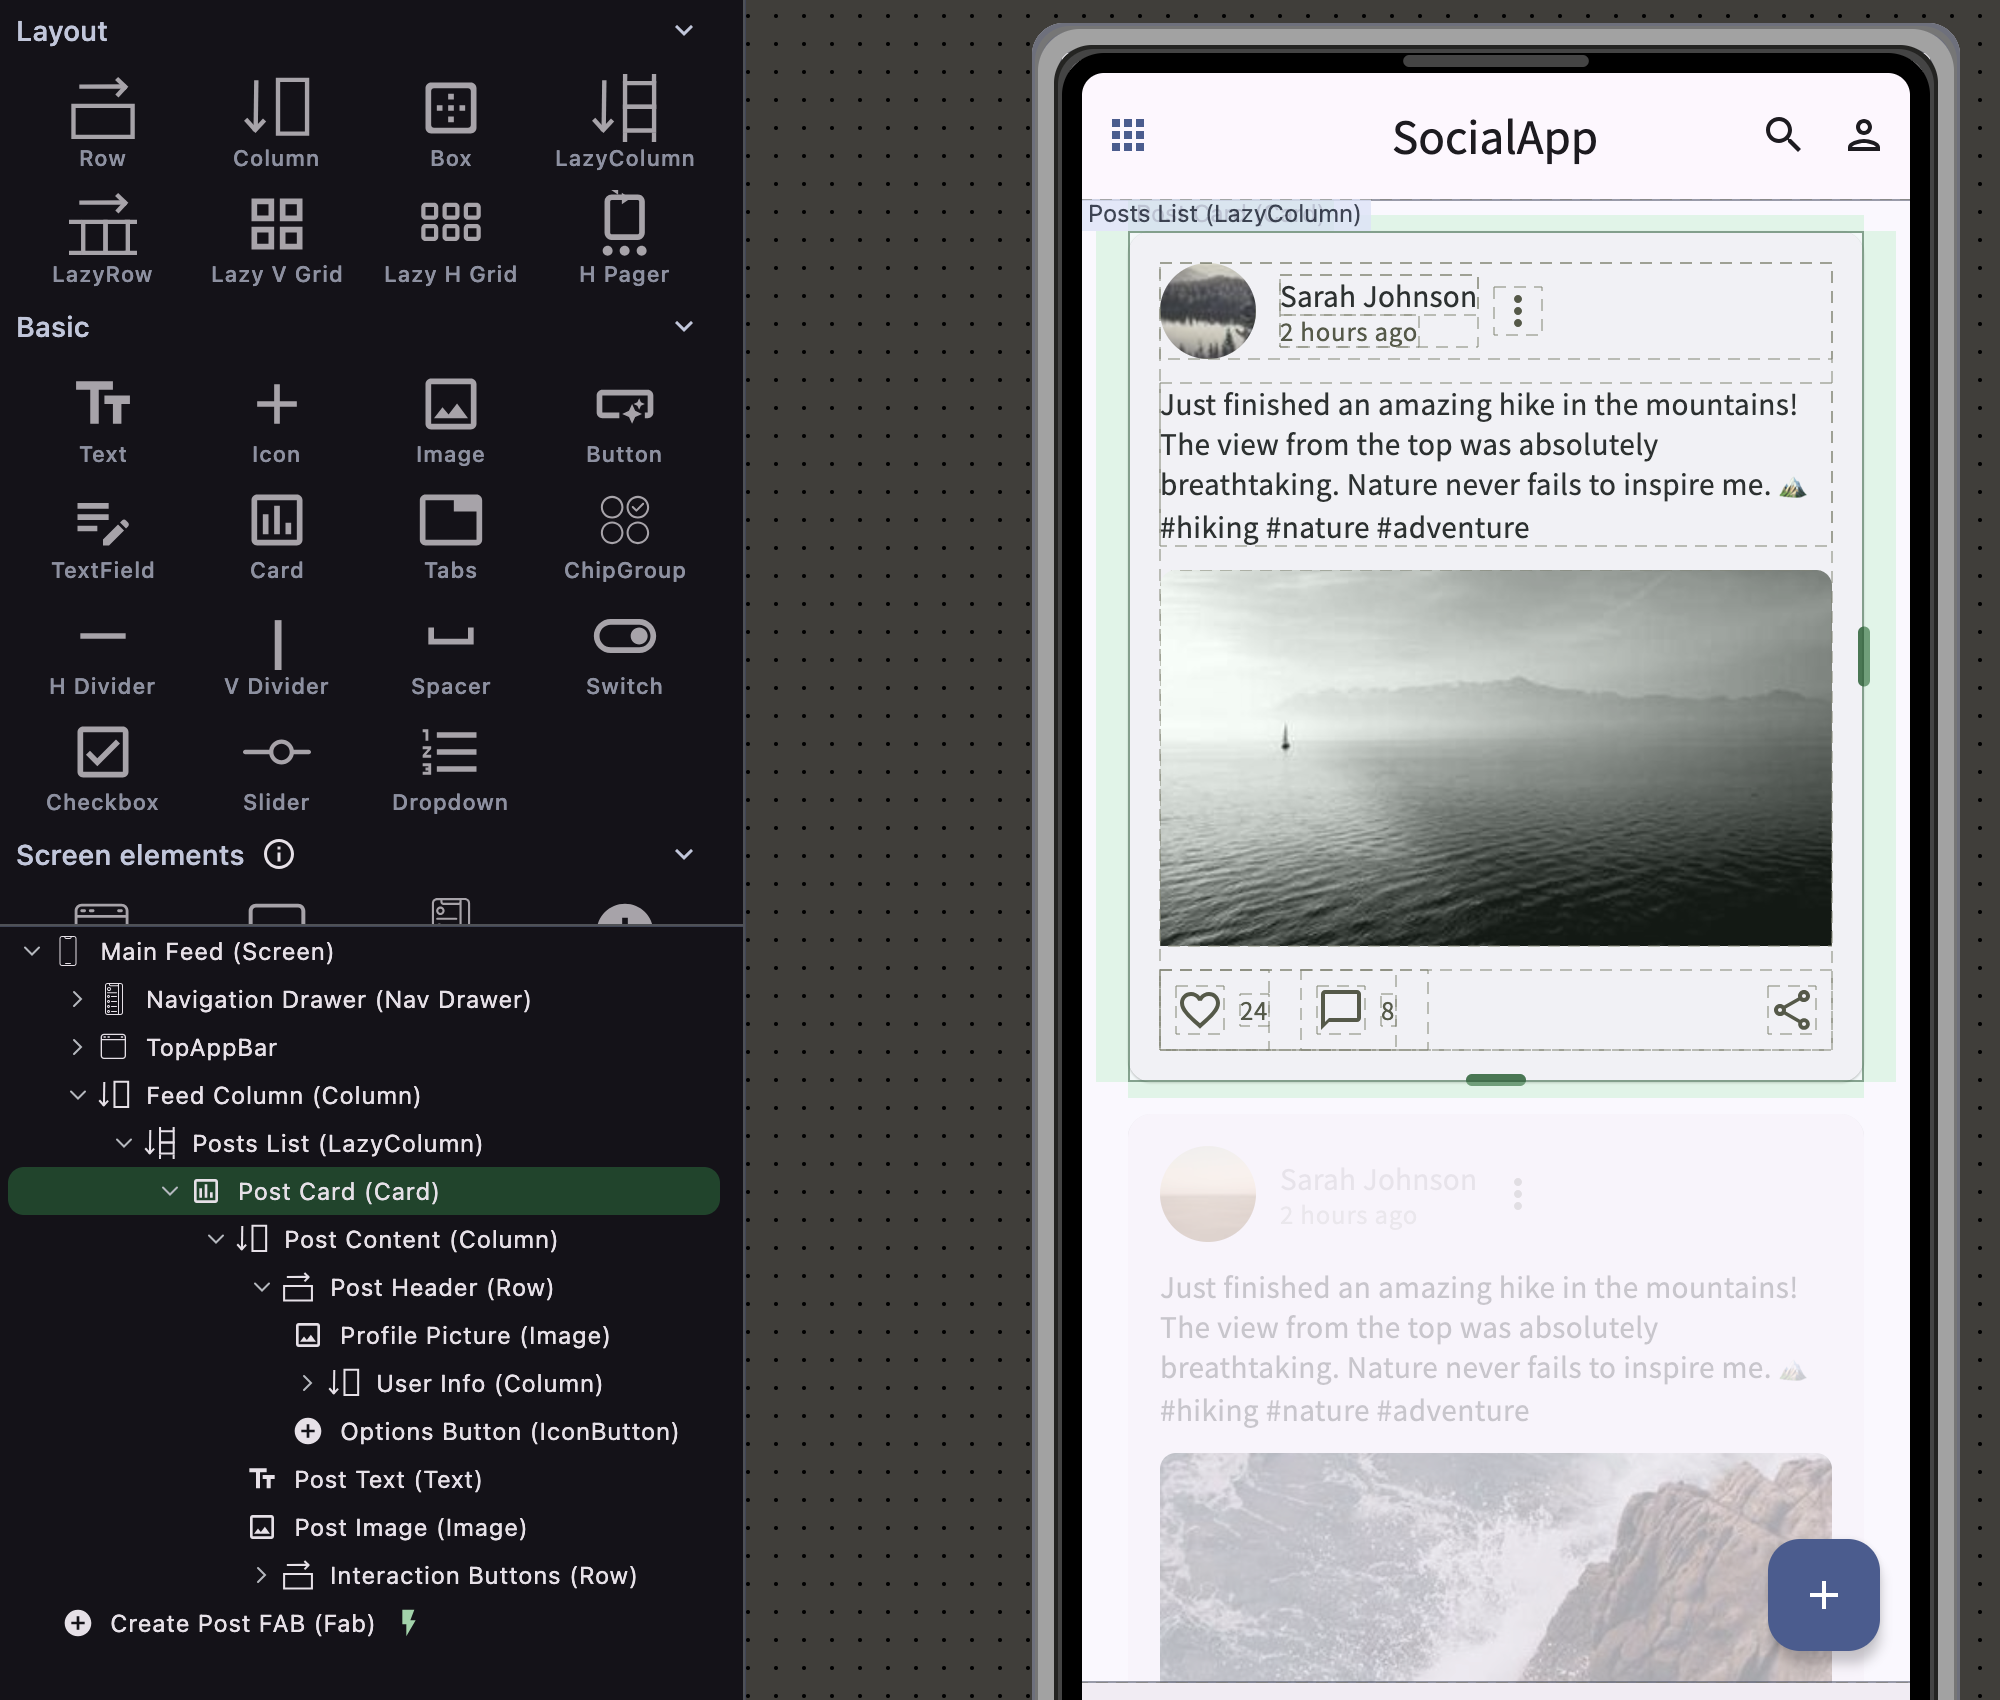 Layout
Row
Column
Box
LazyColumn
LazyRow
Lazy V Grid
Lazy H Grid
H Pager
Basic
Text
Icon
Image
Button
TextField
Card
Tabs
ChipGroup
H Divider
V Divider
Spacer
Switch
Checkbox
Slider
Dropdown
Screen elements
Main Feed (Screen)
Navigation Drawer (Nav Drawer)
TopAppBar
Feed Column (Column)
Posts List (LazyColumn)
Post Card (Card)
Post Content (Column)
Post Header (Row)
Profile Picture (Image)
User Info (Column)
Options Button (IconButton)
Post Text (Text)
Post Image (Image)
Interaction Buttons (Row)
Create Post FAB (Fab)
SocialApp
Posts List (LazyColumn)
Sarah Johnson
2 hours ago
Just finished an amazing hike in the mountains!
The view from the top was absolutely
breathtaking. Nature never fails to inspire me. 🏔️
#hiking #nature #adventure
24
8
Sarah Johnson
2 hours ago
Just finished an amazing hike in the mountains!
The view from the top was absolutely
breathtaking. Nature never fails to inspire me. 🏔️
#hiking #nature #adventure